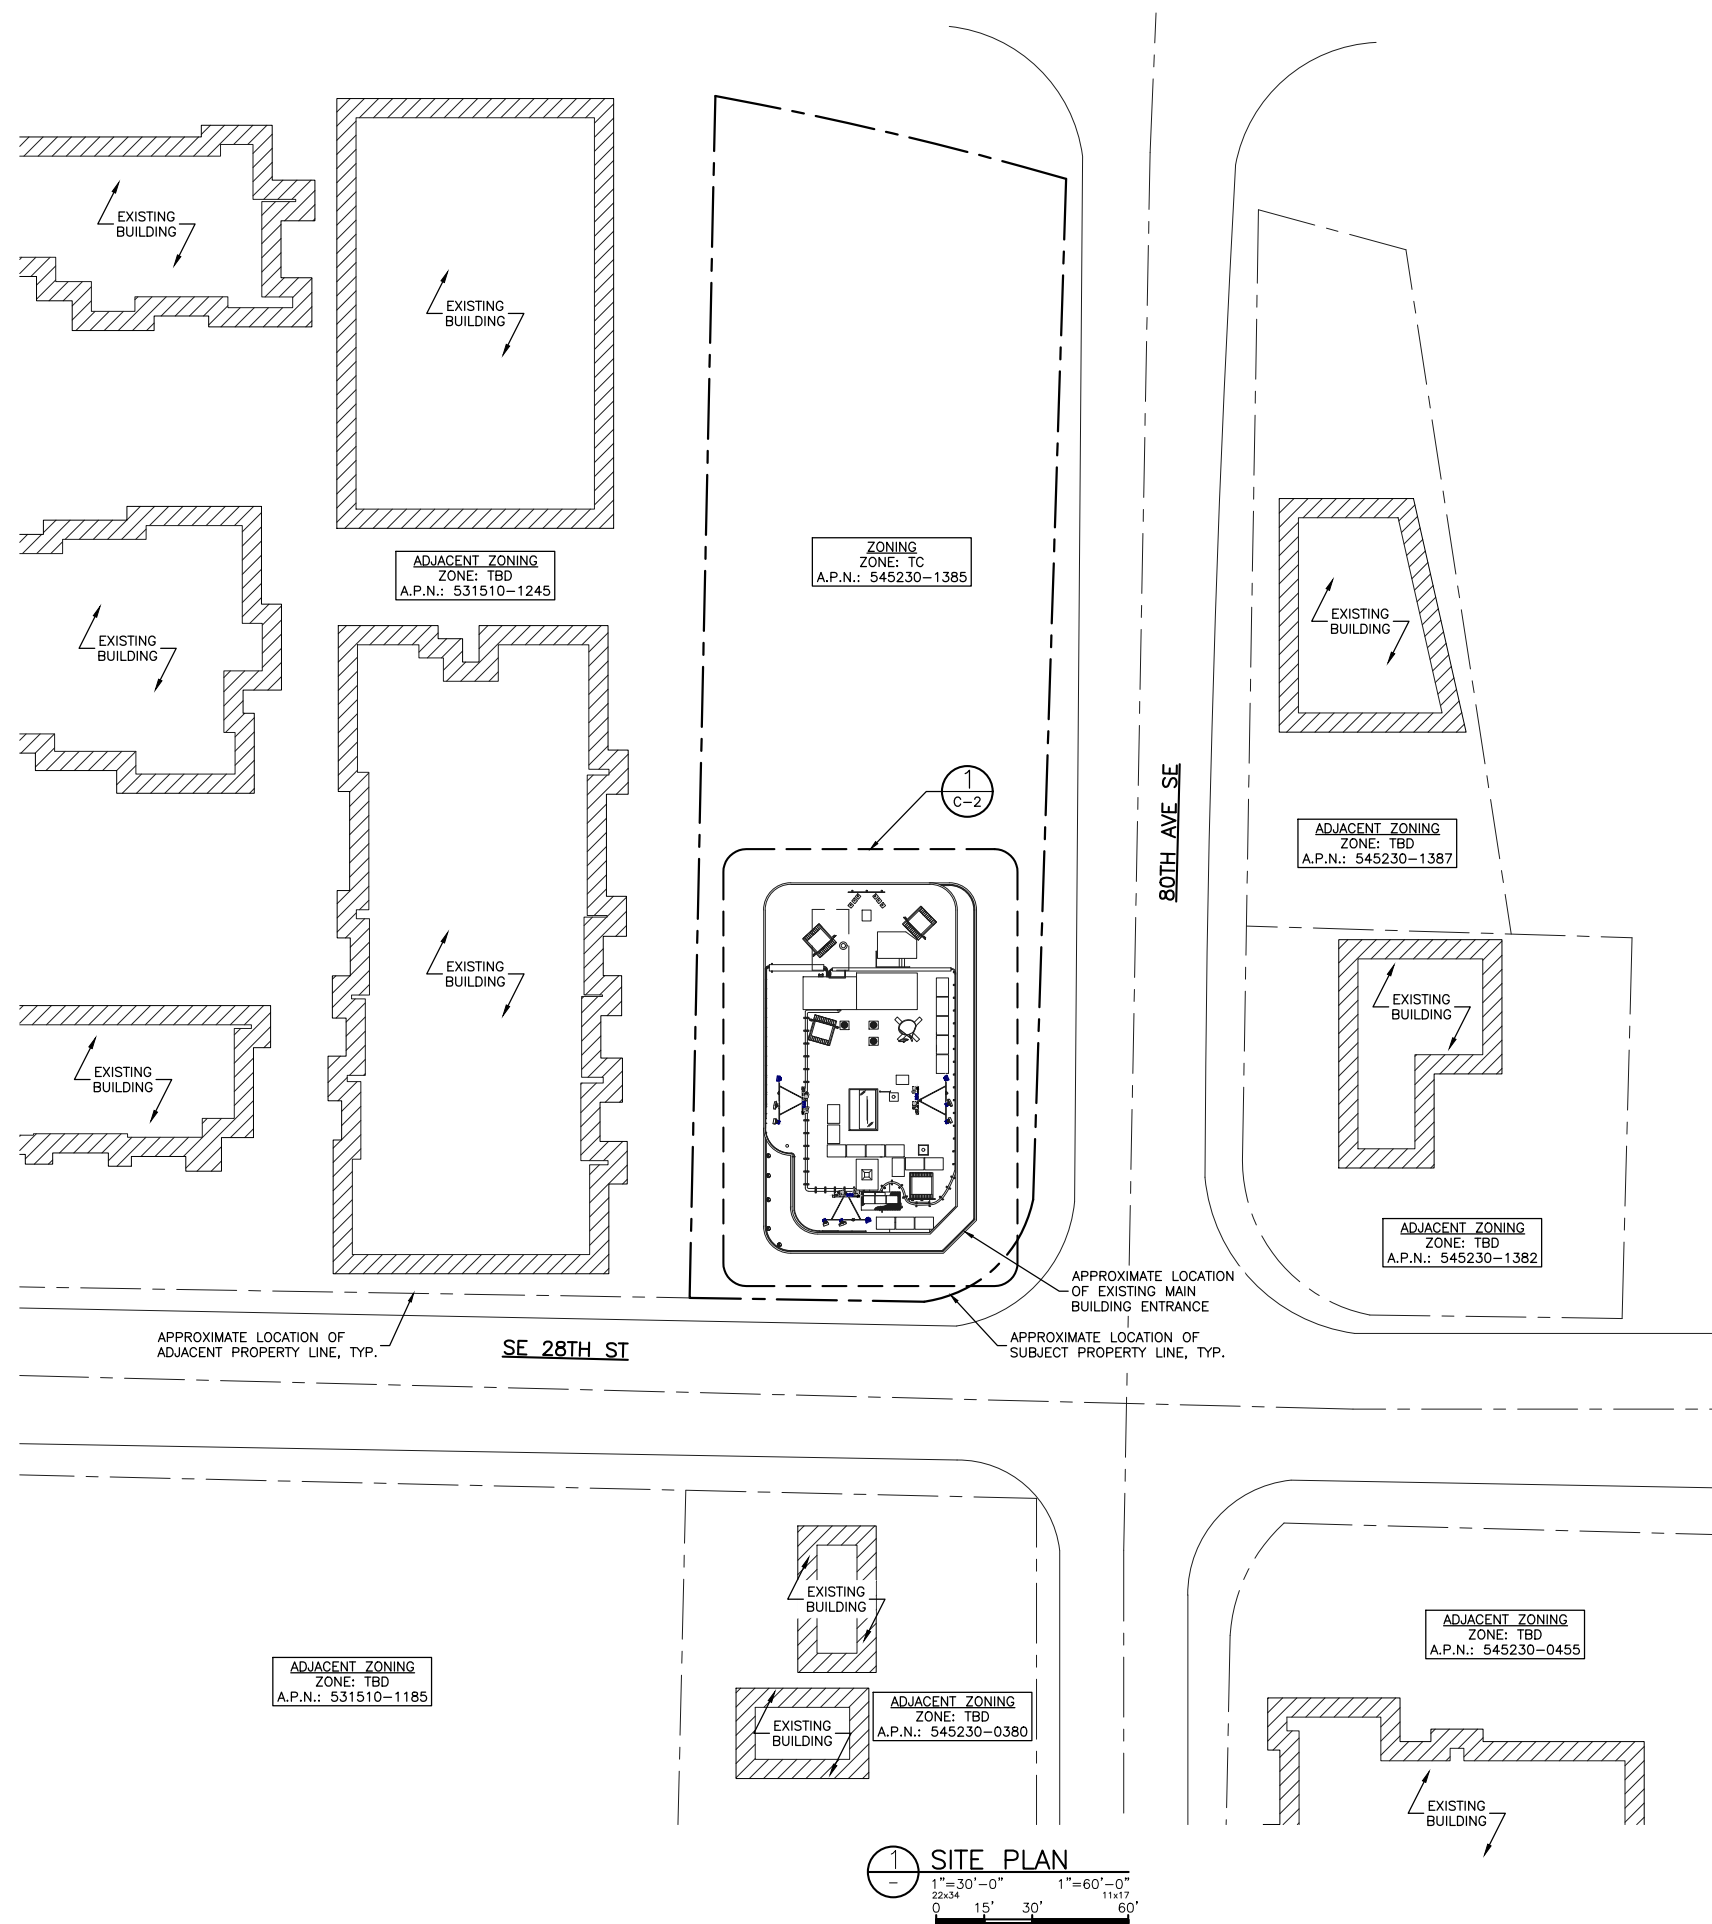 EXISTING
BUILDING
EXISTING
BUILDING
ADJACENT ZONING
ZONE: TBD
A.P.N.: 531510-1245
ZONING
ZONE: TC
A.P.N.: 545230-1385
EXISTING
BUILDING
EXISTING
BUILDING
1
C-2
80TH AVE SE
ADJACENT ZONING
ZONE: TBD
A.P.N.: 545230-1387
EXISTING
BUILDING
EXISTING
BUILDING
EXISTING
BUILDING
ADJACENT ZONING
ZONE: TBD
A.P.N.: 545230-1382
APPROXIMATE LOCATION
OF EXISTING MAIN
BUILDING ENTRANCE
APPROXIMATE LOCATION OF
ADJACENT PROPERTY LINE, TYP.
SE 28TH ST
APPROXIMATE LOCATION OF
SUBJECT PROPERTY LINE, TYP.
EXISTING
BUILDING
ADJACENT ZONING
ZONE: TBD
A.P.N.: 545230-0455
ADJACENT ZONING
ZONE: TBD
A.P.N.: 531510-1185
EXISTING
BUILDING
ADJACENT ZONING
ZONE: TBD
A.P.N.: 545230-0380
EXISTING
BUILDING
1
-
SITE PLAN
1"=30'-0" 1"=60'-0"
22x34 11x17
0 15' 30' 60'